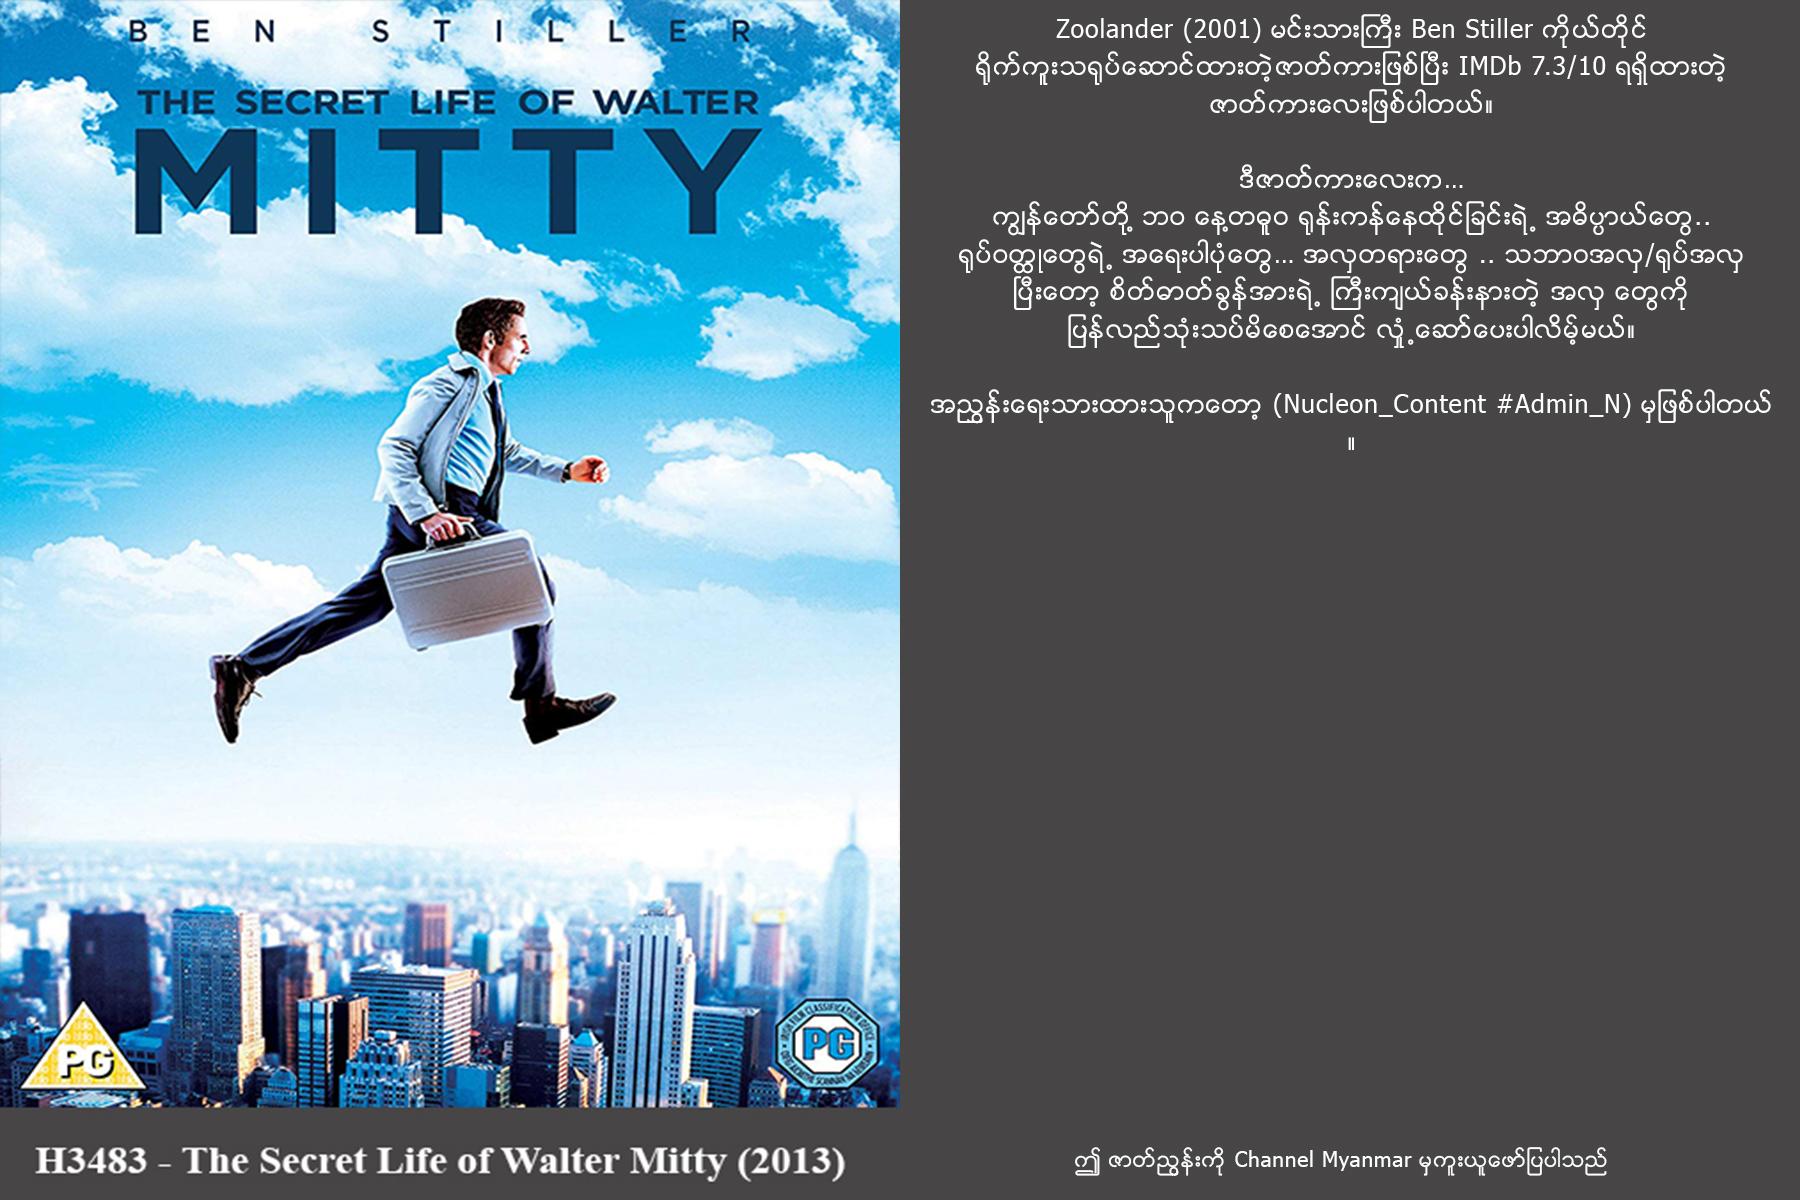 BEN STILLER
THE SECRET LIFE OF WALTER
MITTY
PG
PG
H3483 - The Secret Life of Walter Mitty (2013)
Zoolander (2001) မင်းသားကြီး Ben Stiller ကိုယ်တိုင်
ရိုက်ကူးသရုပ်ဆောင်ထားတဲ့ဇာတ်ကားဖြစ်ပြီး IMDb 7.3/10 ရရှိထားတဲ့
ဇာတ်ကားလေးဖြစ်ပါတယ်။
ဒီဇာတ်ကားလေးက...
ကျွန်တော်တို့ ဘဝ နေ့တဓူဝ ရုန်းကန်နေထိုင်ခြင်းရဲ့ အဓိပ္ပာယ်တွေ..
ရုပ်ဝတ္ထုတွေရဲ့ အရေးပါပုံတွေ... အလှတရားတွေ .. သဘာဝအလှ/ရုပ်အလှ
ပြီးတော့ စိတ်ဓာတ်ခွန်အားရဲ့ ကြီးကျယ်ခန်းနားတဲ့ အလှ တွေကို
ပြန်လည်သုံးသပ်မိစေအောင် လှုံ့ဆော်ပေးပါလိမ့်မယ်။
အညွှန်းရေးသားထားသူကတော့ (Nucleon_Content #Admin_N) မှဖြစ်ပါတယ်
။
ဤ ဇာတ်ညွှန်းကို Channel Myanmar မှကူးယူဖော်ပြပါသည်